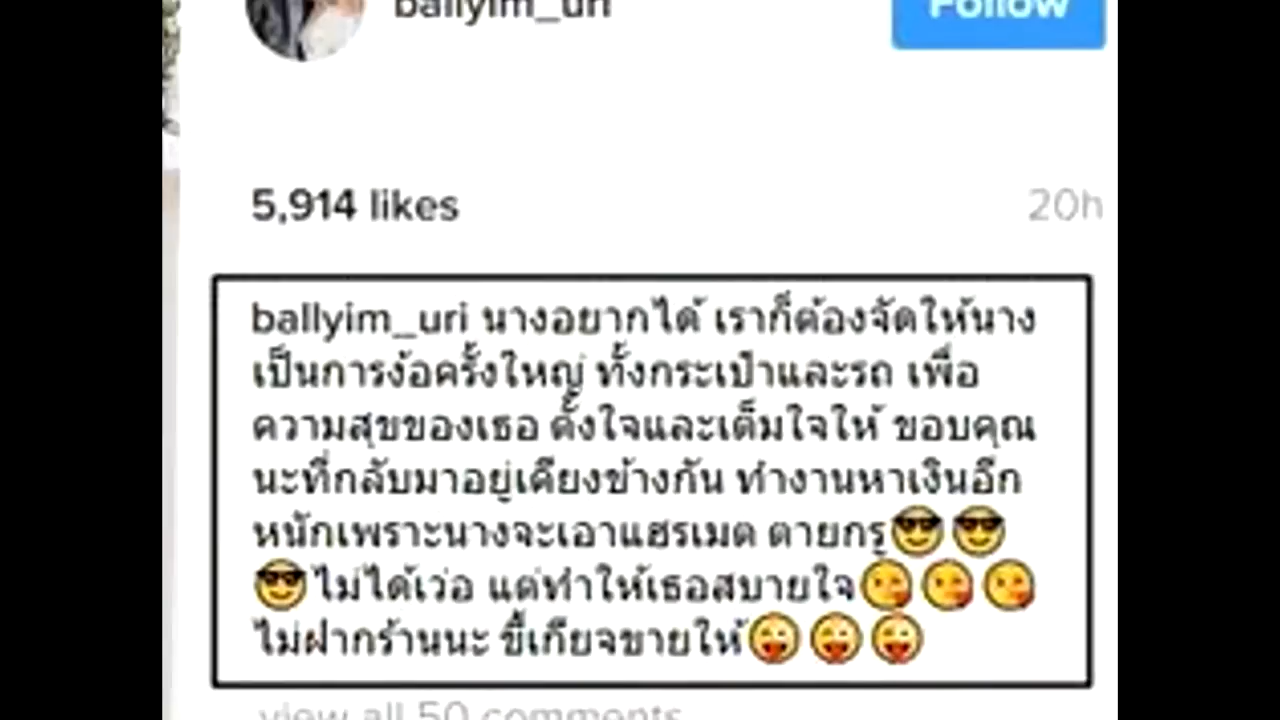 ballyim_uri
Follow
5,914 likes
20h
ballyim_uri นางอยากได้ เราก็ต้องจัดให้นาง
เป็นการง้อครั้งใหญ่ ทั้งกระเป๋าและรถ เพื่อ
ความสุขของเธอ ตั้งใจและเต็มใจให้ ขอบคุณ
นะที่กลับมาอยู่เคียงข้างกัน ทำงานหาเงินอีก
หนักเพราะนางจะเอาแฮรเมต ตายกรู😎😎
😎ไม่ได้เว่อ แต่ทำให้เธอสบายใจ😘😘😘
ไม่ฝากร้านนะ ขี้เกียจขายให้😜😜😜
view all 50 comments